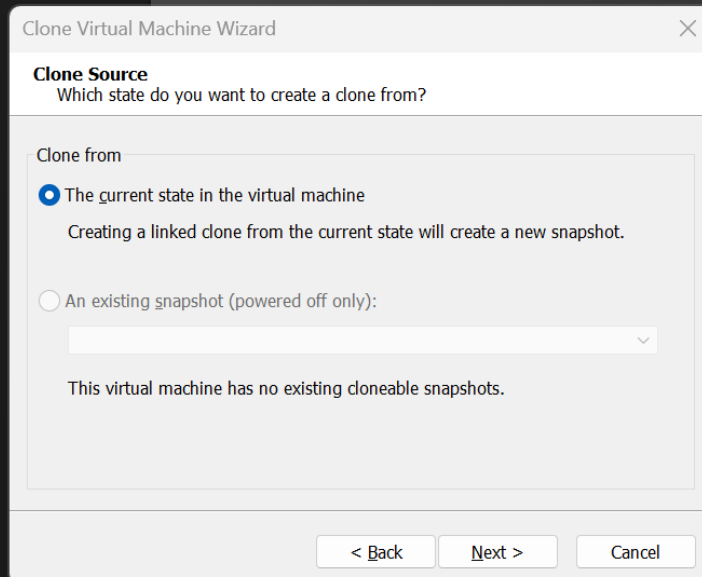 Clone Virtual Machine Wizard
Clone Source
Which state do you want to create a clone from?
Clone from
The current state in the virtual machine
Creating a linked clone from the current state will create a new snapshot.
An existing snapshot (powered off only):
This virtual machine has no existing cloneable snapshots.
< Back
Next >
Cancel